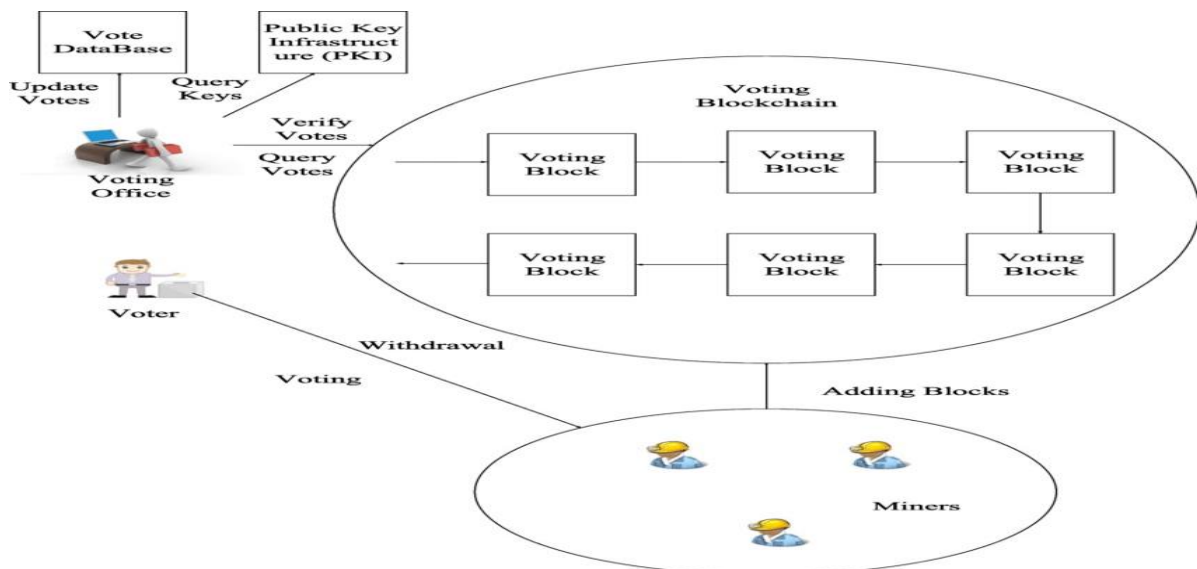 Vote
DataBase
Public Key
Infrastruct
ure (PKI)
Update
Votes
Query
Keys
Voting
Office
Verify
Votes
Query
Votes
Voting
Blockchain
Voting
Block
Voting
Block
Voting
Block
Voting
Block
Voting
Block
Voting
Block
Voter
Withdrawal
Voting
Adding Blocks
Miners